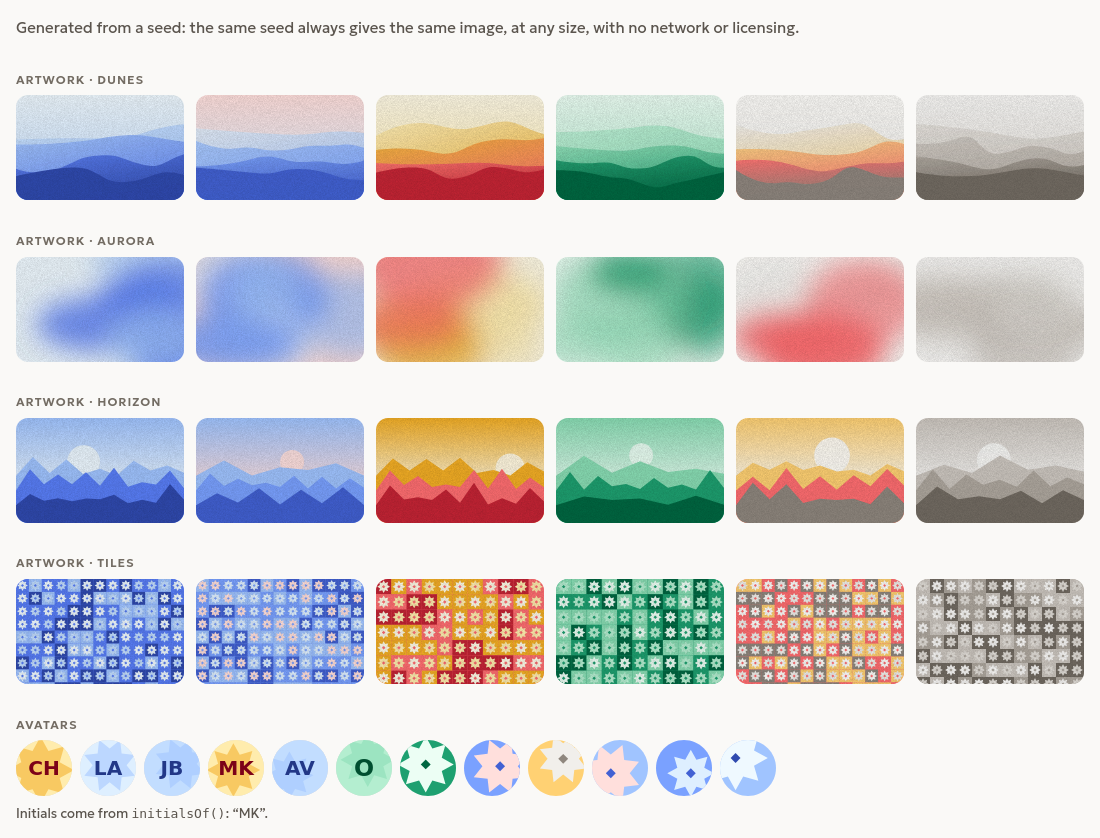 Generated from a seed: the same seed always gives the same image, at any size, with no network or licensing.
ARTWORK · DUNES
ARTWORK · AURORA
ARTWORK · HORIZON
ARTWORK · TILES
AVATARS
CH LA JB MK AV O
Initials come from initialsOf(): “MK”.